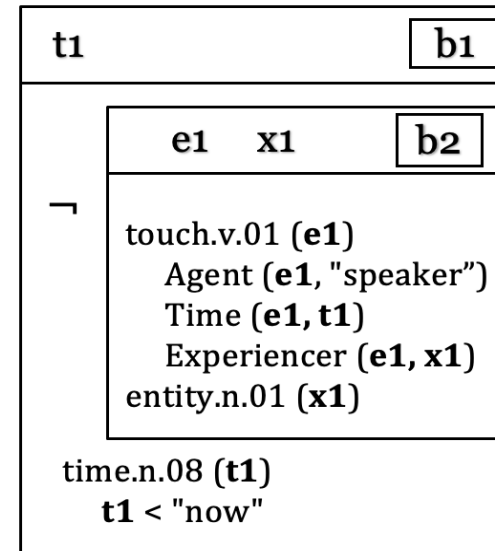 t1 b1
e1 x1 b2
¬
touch.v.01 (e1)
Agent (e1, "speaker”)
Time (e1, t1)
Experiencer (e1, x1)
entity.n.01 (x1)
time.n.08 (t1)
t1 < "now"